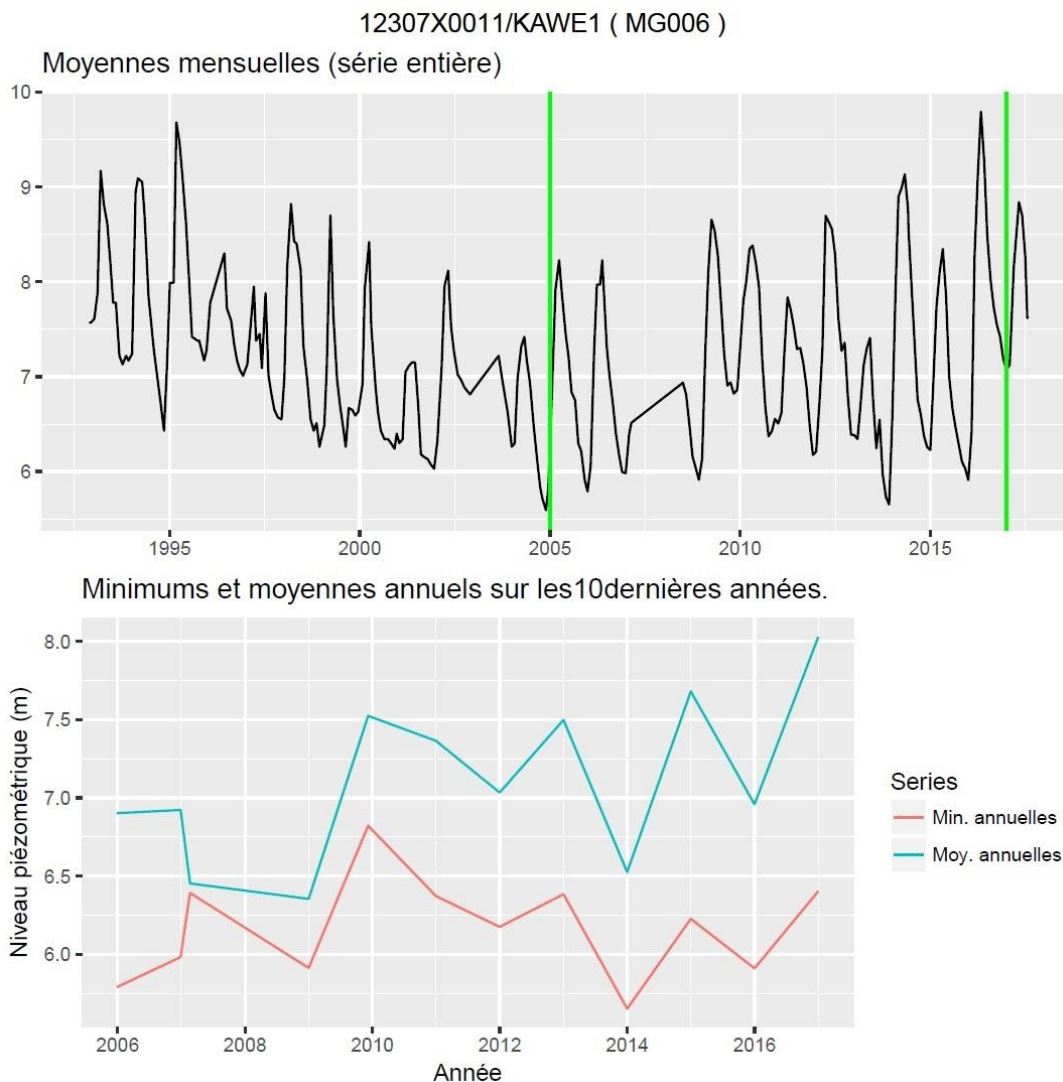 12307X0011/KAWE1 ( MG006 )
Moyennes mensuelles (série entière)
10
9
8
7
6
1995 2000 2005 2010 2015
Minimums et moyennes annuels sur les10dernières années.
Niveau piézométrique (m)
8.0
7.5
7.0
6.5
6.0
2006 2008 2010 2012 2014 2016
Année
Series
Min. annuelles
Moy. annuelles